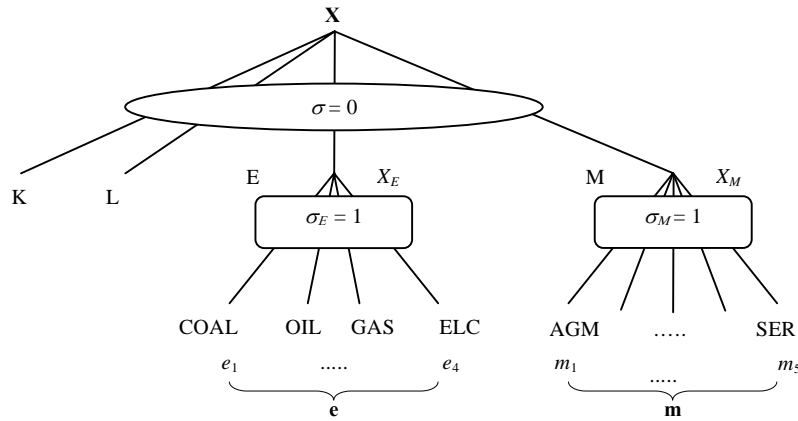 X
σ = 0
K L E X_E M X_M
σ_E = 1 σ_M = 1
COAL OIL GAS ELC AGM ..... SER
e_1 ..... e_4 m_1 ..... m_5
e m